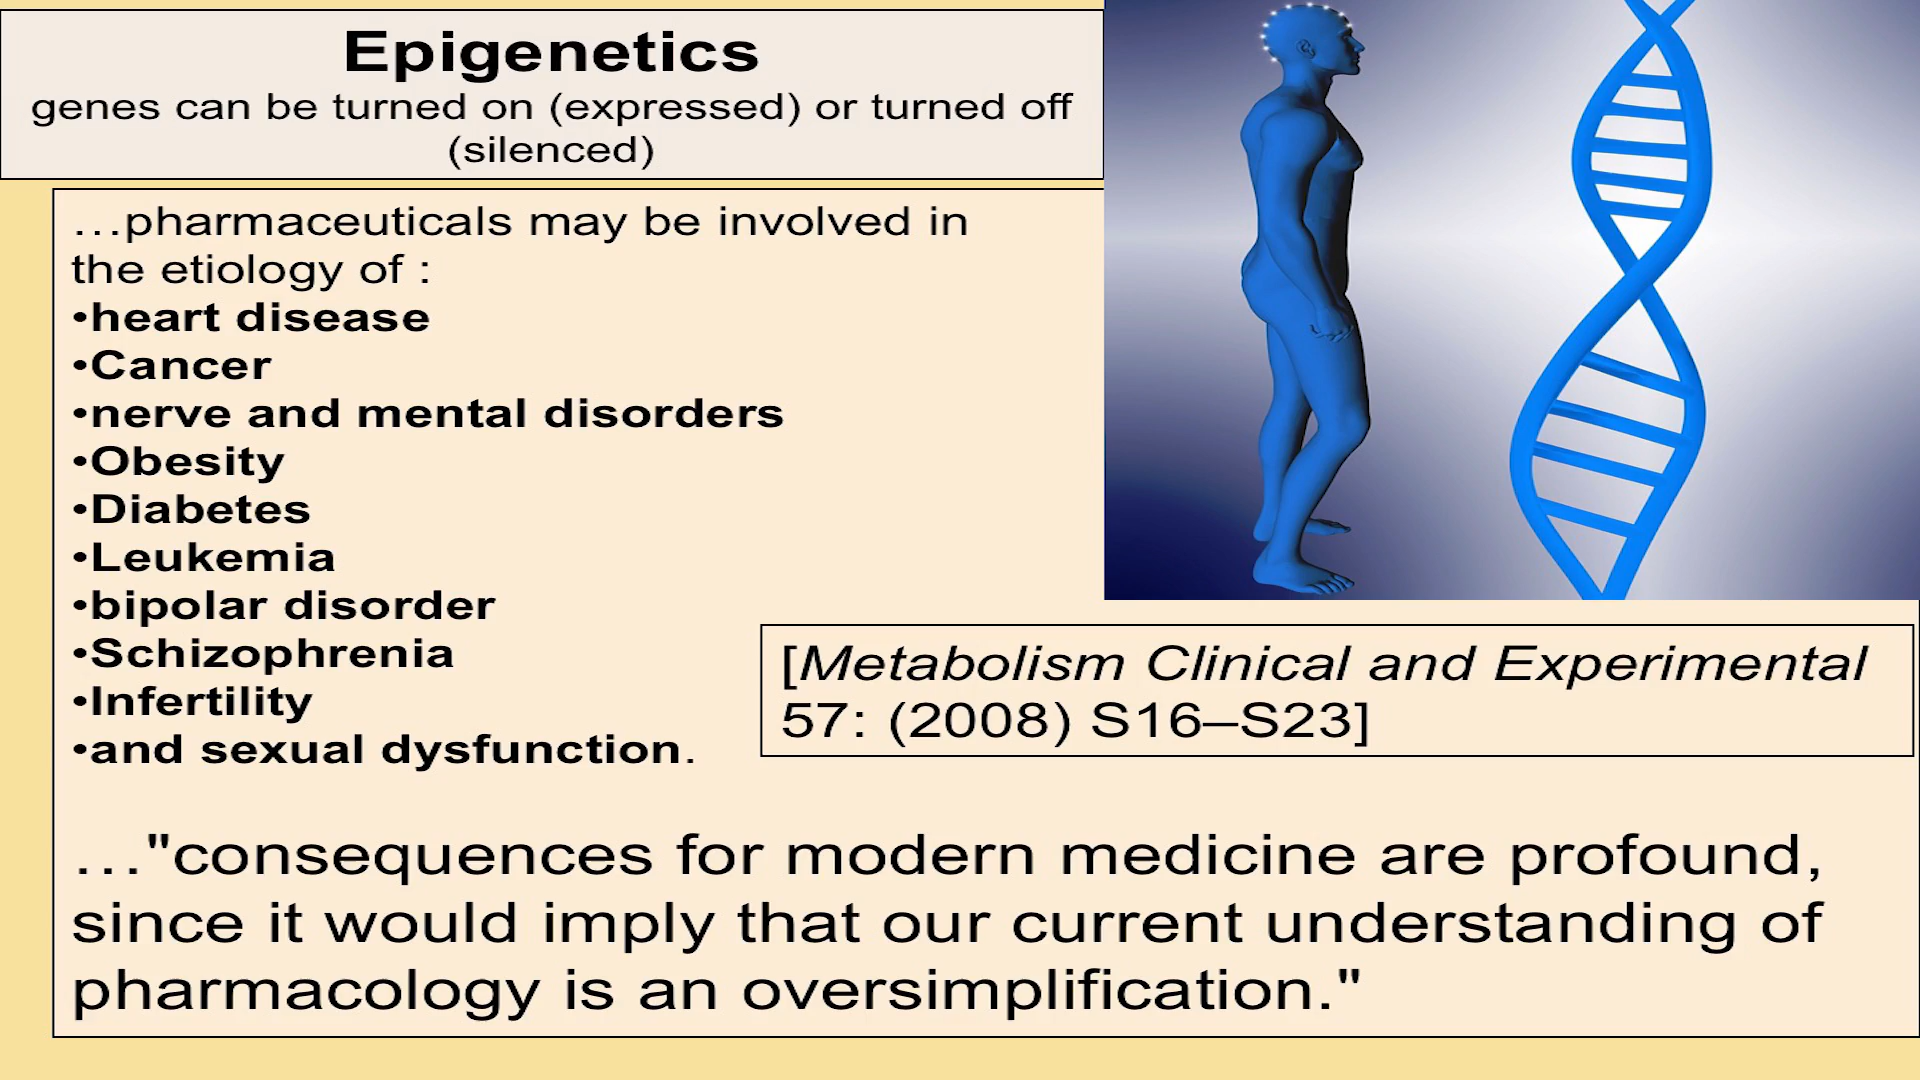 Epigenetics
genes can be turned on (expressed) or turned off
(silenced)
…pharmaceuticals may be involved in
the etiology of :
•heart disease
•Cancer
•nerve and mental disorders
•Obesity
•Diabetes
•Leukemia
•bipolar disorder
•Schizophrenia
•Infertility
•and sexual dysfunction.
[Metabolism Clinical and Experimental
57: (2008) S16–S23]
…"consequences for modern medicine are profound,
since it would imply that our current understanding of
pharmacology is an oversimplification."